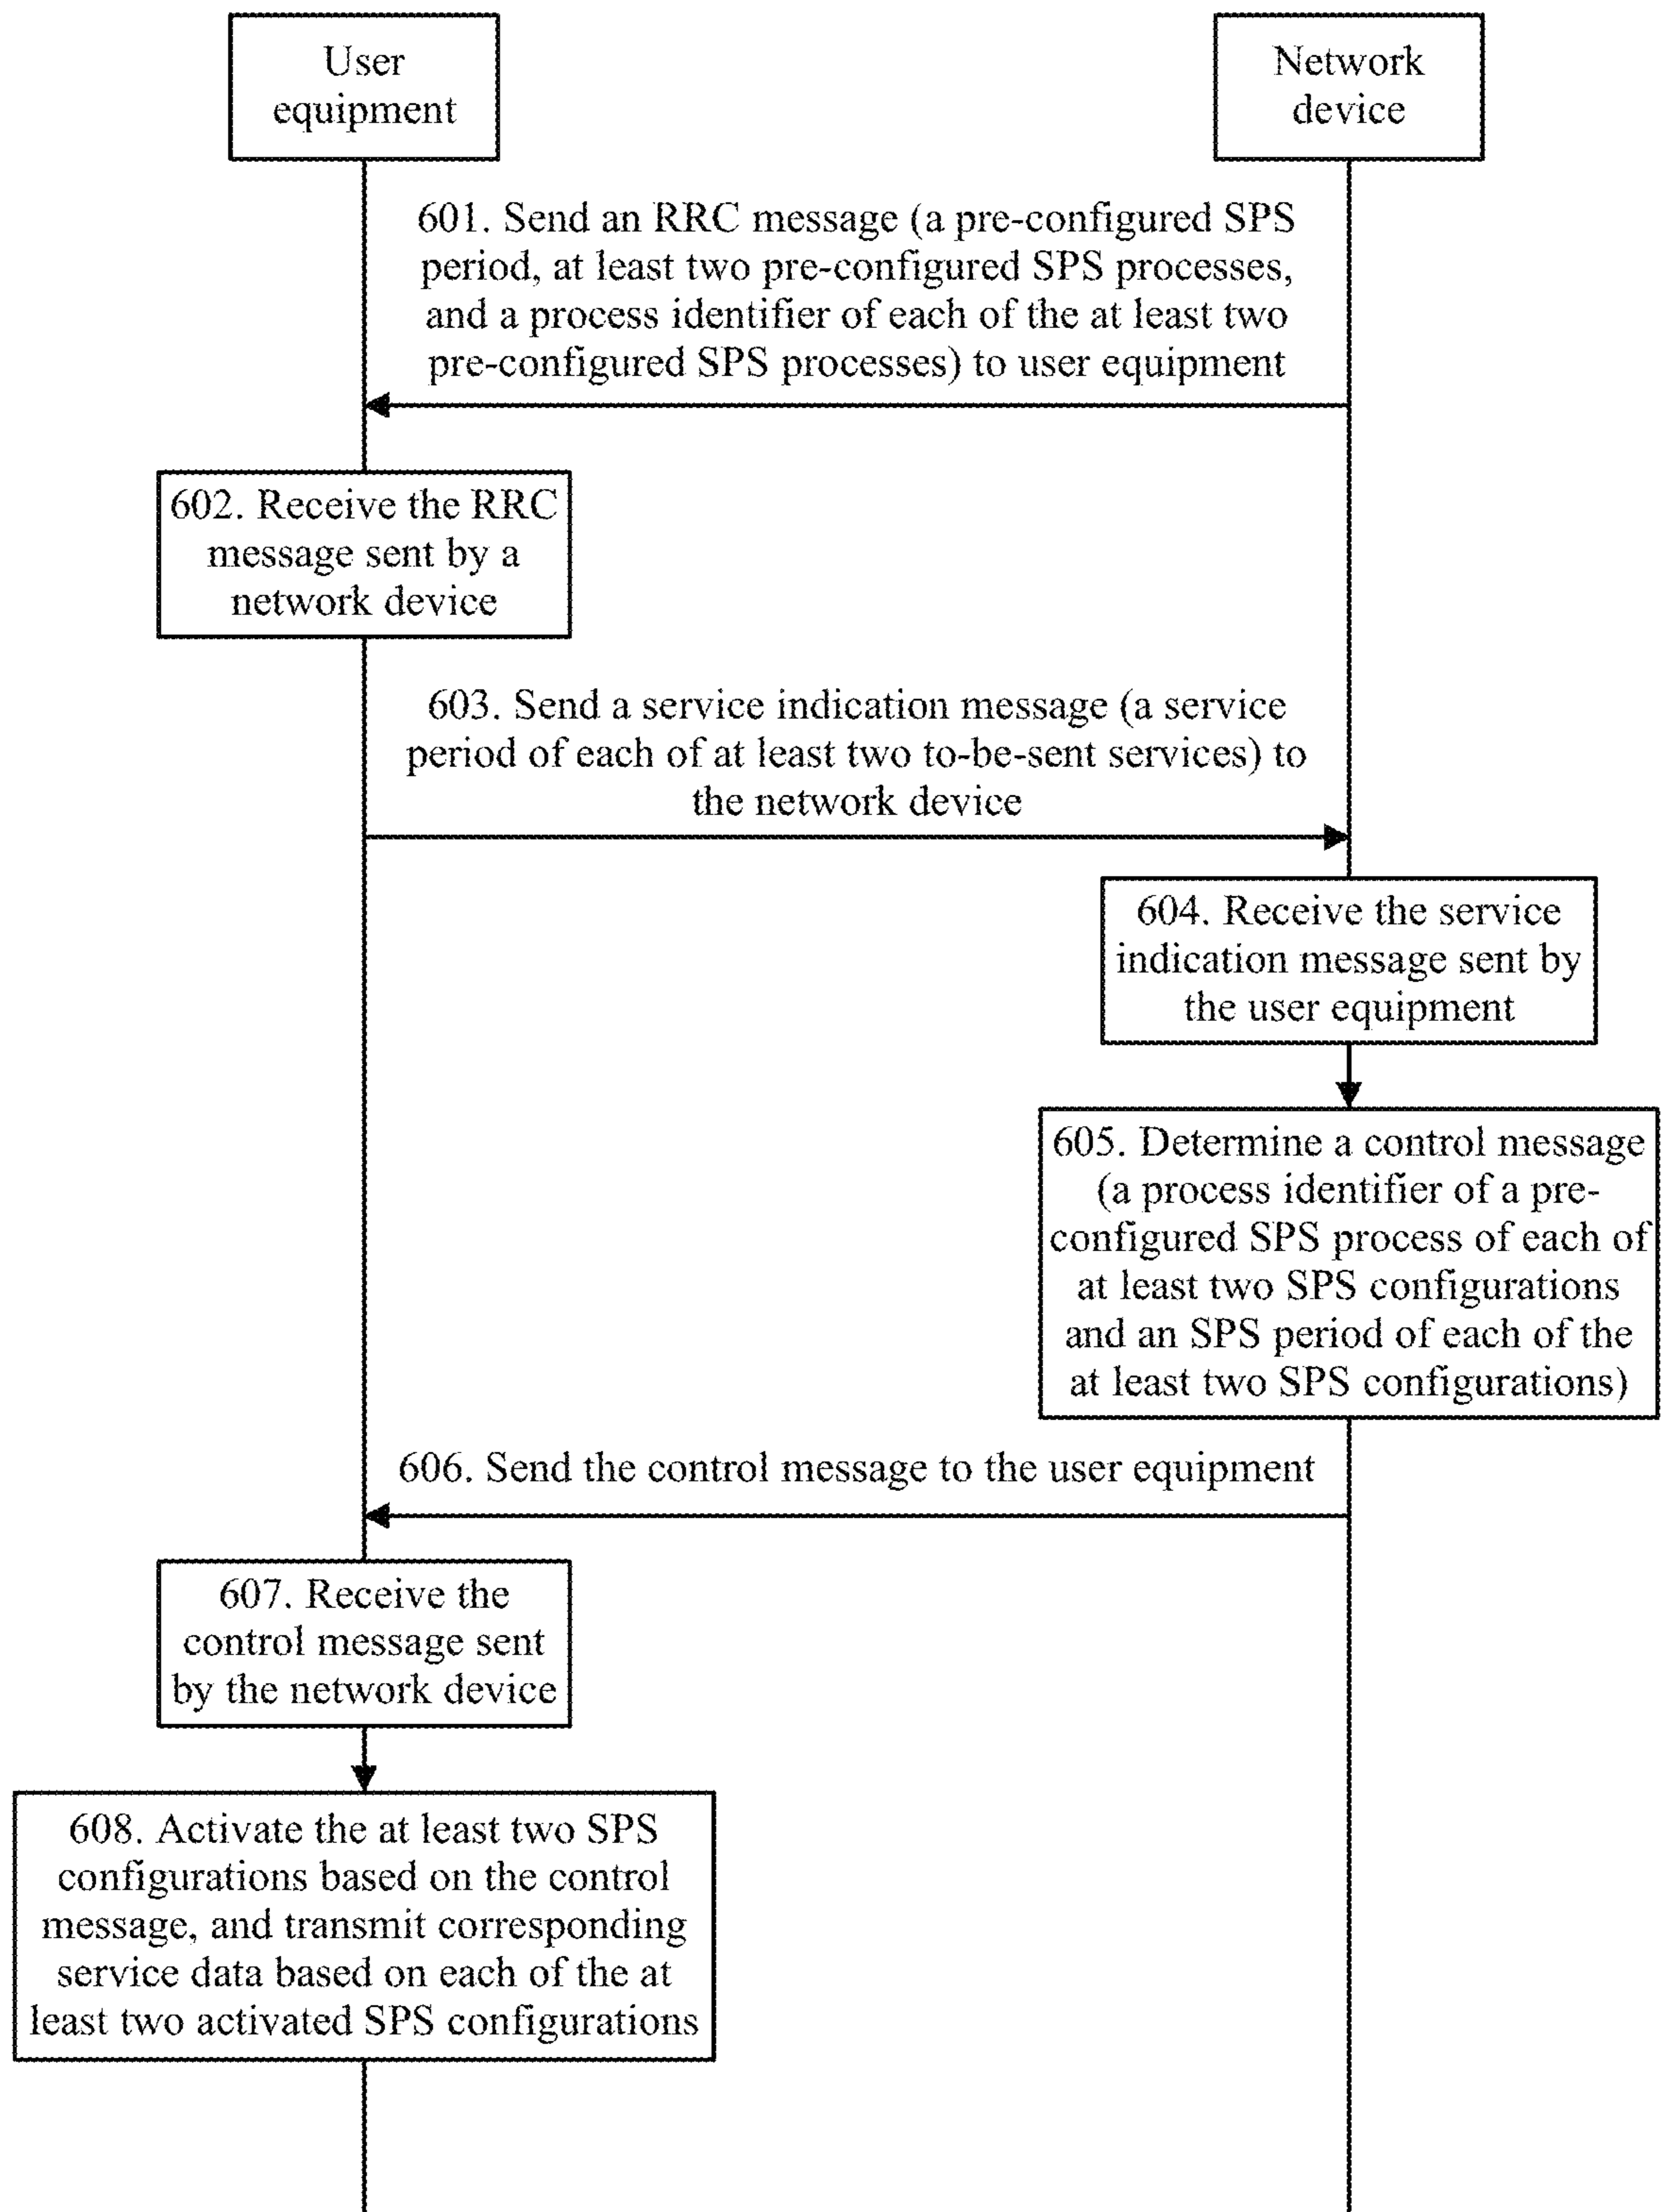 User
equipment
Network
device
601. Send an RRC message (a pre-configured SPS
period, at least two pre-configured SPS processes,
and a process identifier of each of the at least two
pre-configured SPS processes) to user equipment
602. Receive the RRC
message sent by a
network device
603. Send a service indication message (a service
period of each of at least two to-be-sent services) to
the network device
604. Receive the service
indication message sent by
the user equipment
605. Determine a control message
(a process identifier of a pre-
configured SPS process of each of
at least two SPS configurations
and an SPS period of each of the
at least two SPS configurations)
606. Send the control message to the user equipment
607. Receive the
control message sent
by the network device
608. Activate the at least two SPS
configurations based on the control
message, and transmit corresponding
service data based on each of the at
least two activated SPS configurations